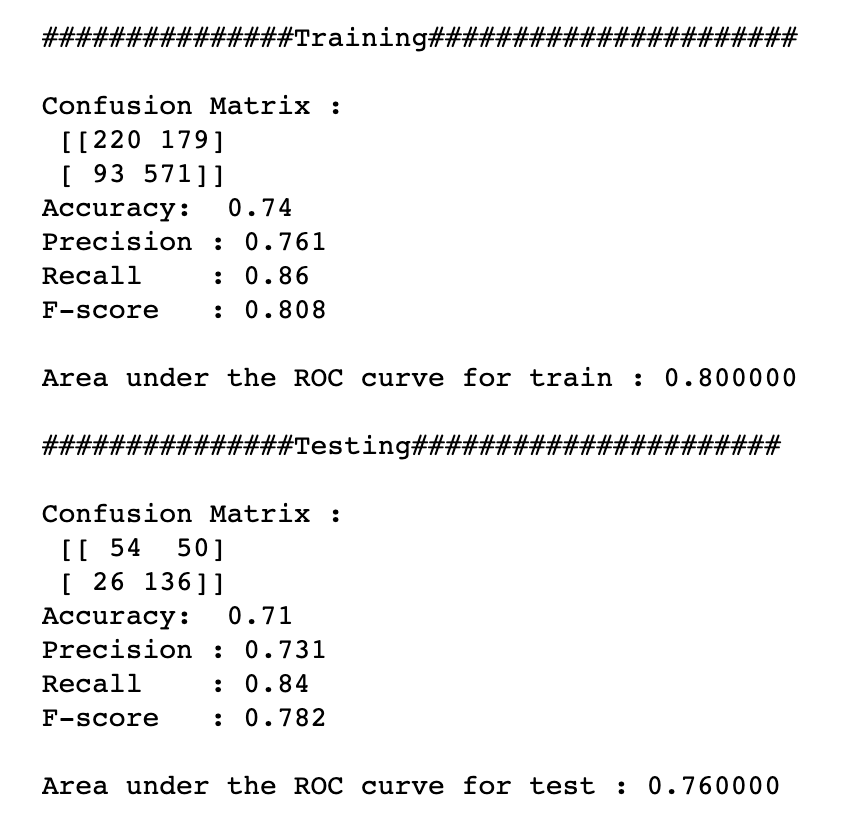 ###############Training######################
Confusion Matrix :
[[220 179]
[ 93 571]]
Accuracy:  0.74
Precision : 0.761
Recall    : 0.86
F-score   : 0.808
Area under the ROC curve for train : 0.800000
###############Testing######################
Confusion Matrix :
[[ 54  50]
[ 26 136]]
Accuracy:  0.71
Precision : 0.731
Recall    : 0.84
F-score   : 0.782
Area under the ROC curve for test : 0.760000